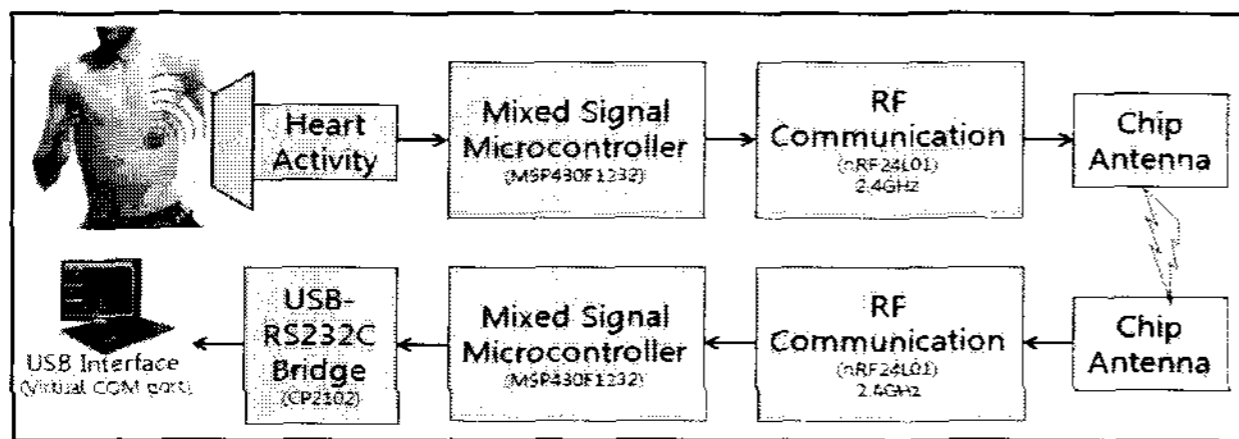 Heart
Activity
Mixed Signal
Microcontroller
(MSP430F1232)
RF
Communication
(nRF24L01)
2.4GHz
Chip
Antenna
USB Interface
(Virtual COM port)
USB-
RS232C
Bridge
(CP2102)
Mixed Signal
Microcontroller
(MSP430F1232)
RF
Communication
(nRF24L01)
2.4GHz
Chip
Antenna